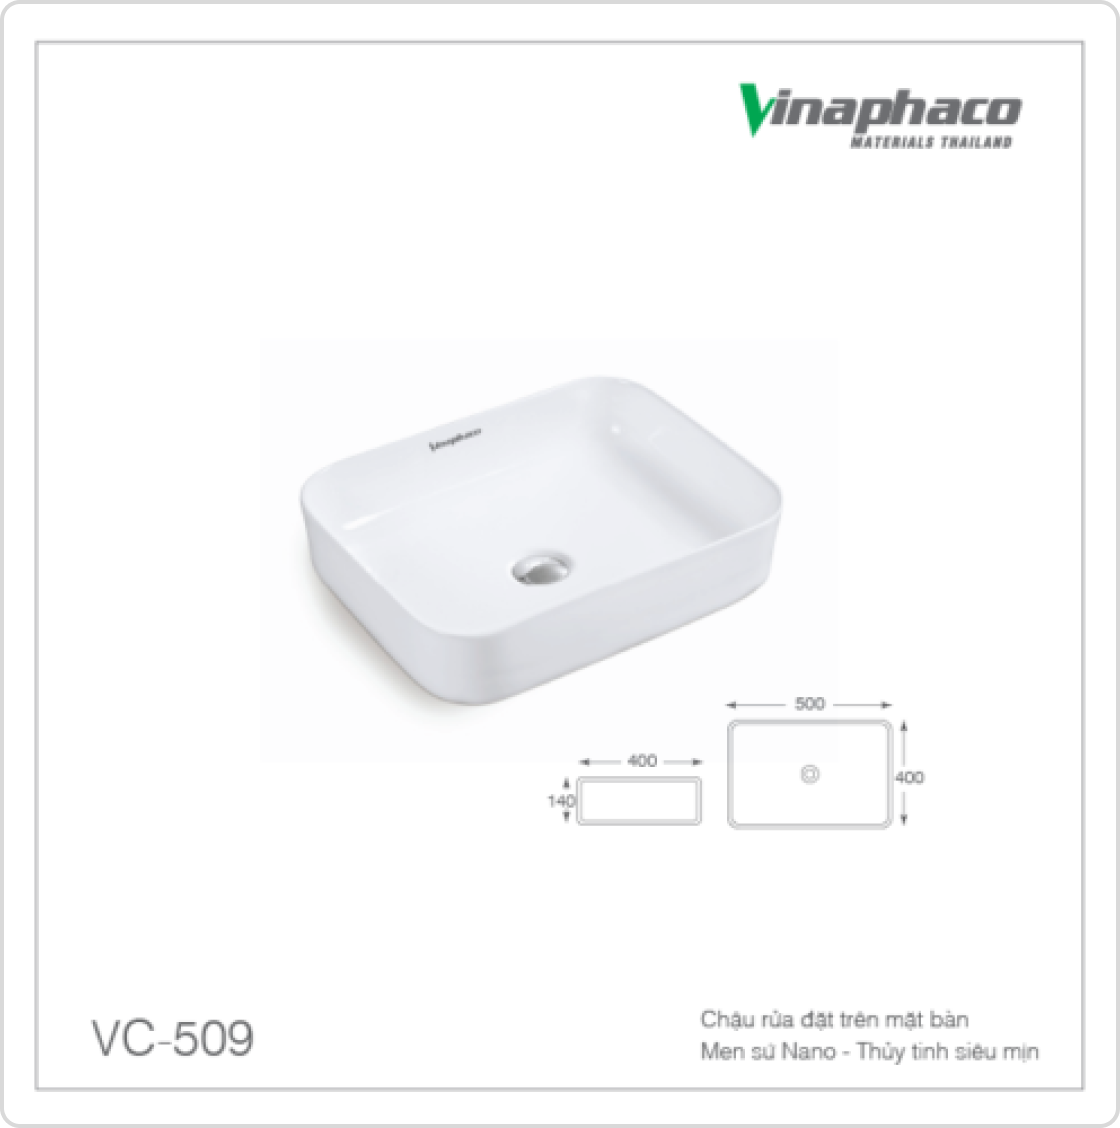 Vinaphaco
MATERIALS THAILAND
Vinaphaco
500
400
400
140
VC-509
Chậu rửa đặt trên mặt bàn
Men sứ Nano - Thủy tinh siêu mịn